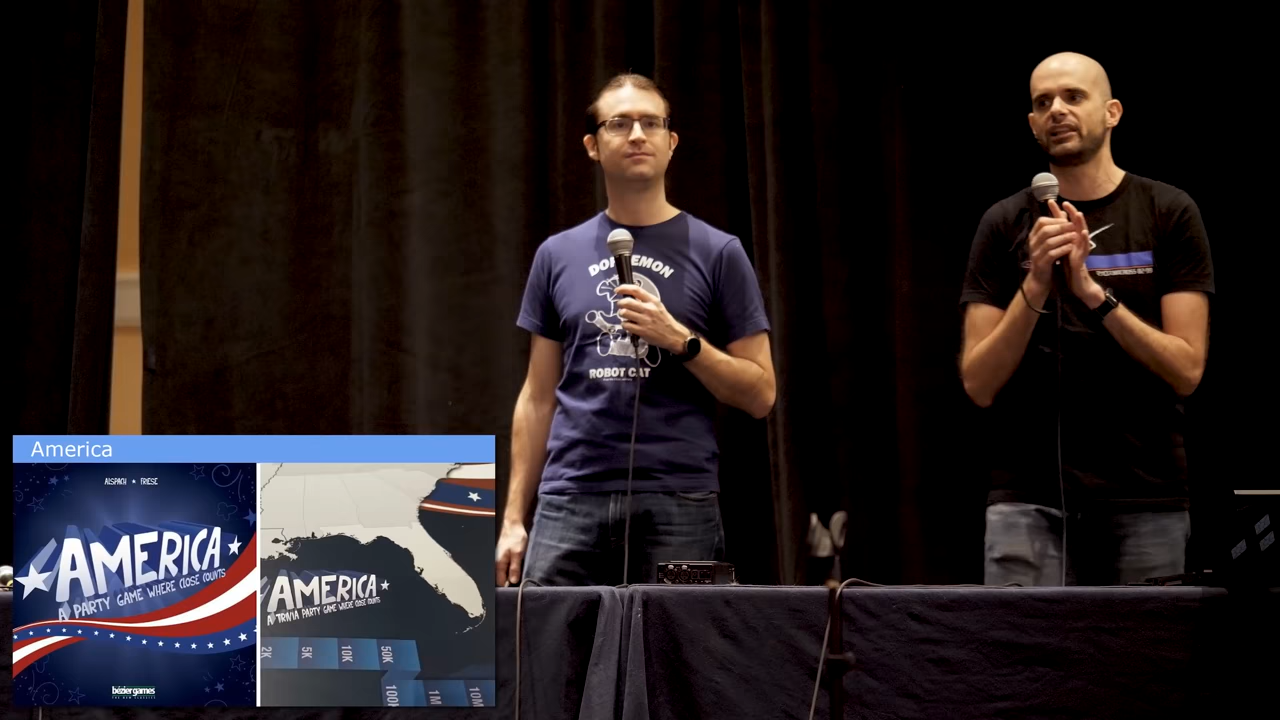 DORAEMON
ROBOT CAT
America
ALSPACH ★ FRIESE
AMERICA
A PARTY GAME WHERE CLOSE COUNTS
béziergames
AMERICA
A TRIVIA PARTY GAME WHERE CLOSE COUNTS
2K
5K
10K
50K
100K
1M
10M